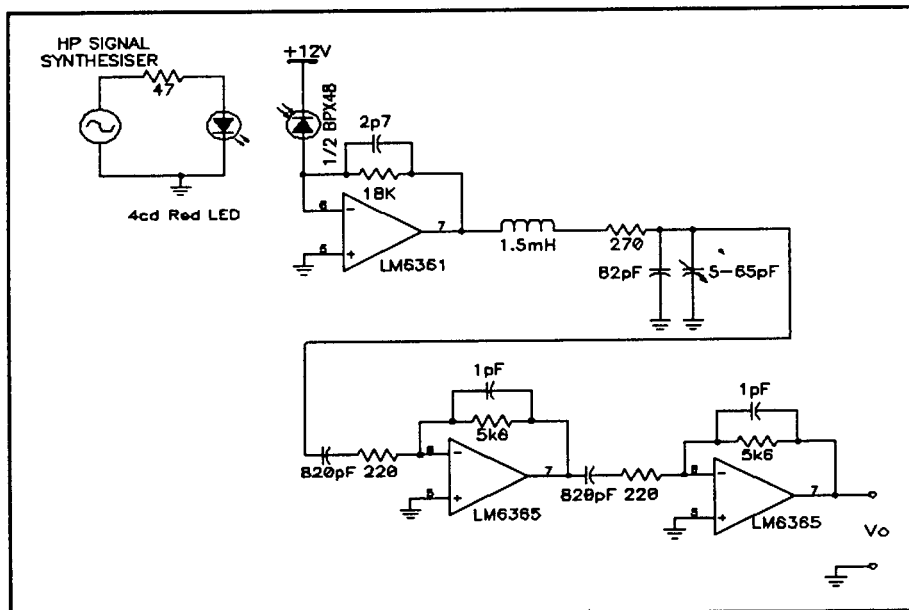 HP SIGNAL
SYNTHESISER
47
4cd Red LED
+12V
1/2 BPX48
2p7
18K
6
5
7
LM6361
1.5mH
270
82pF
5-65pF
820pF
220
1pF
5k6
6
5
7
LM6365
820pF
220
1pF
5k6
6
5
7
LM6365
Vo